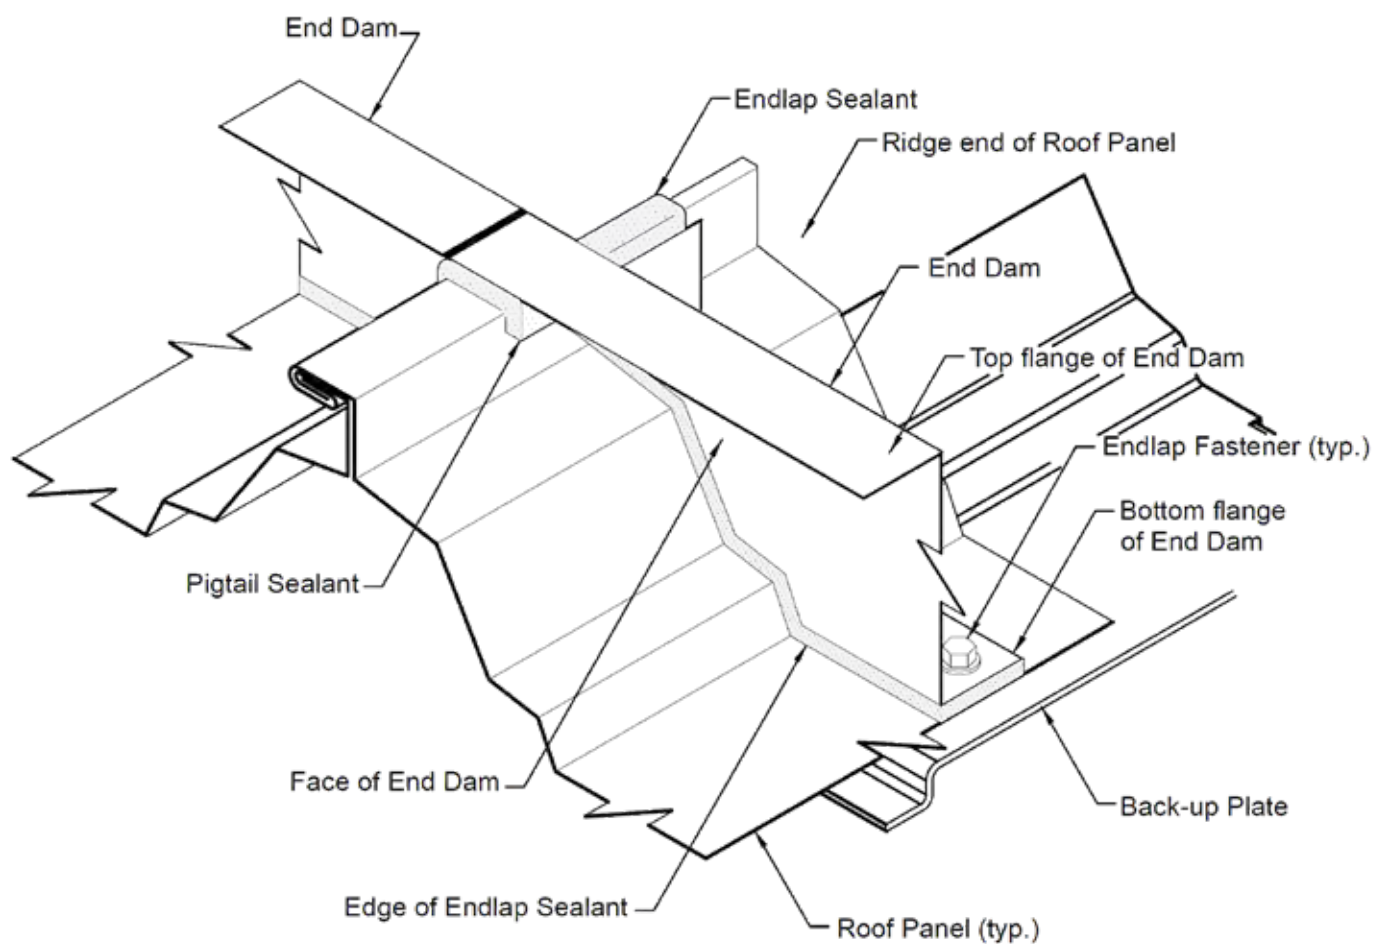 End Dam
Endlap Sealant
Ridge end of Roof Panel
End Dam
Top flange of End Dam
Endlap Fastener (typ.)
Bottom flange
of End Dam
Pigtail Sealant
Face of End Dam
Back-up Plate
Edge of Endlap Sealant
Roof Panel (typ.)